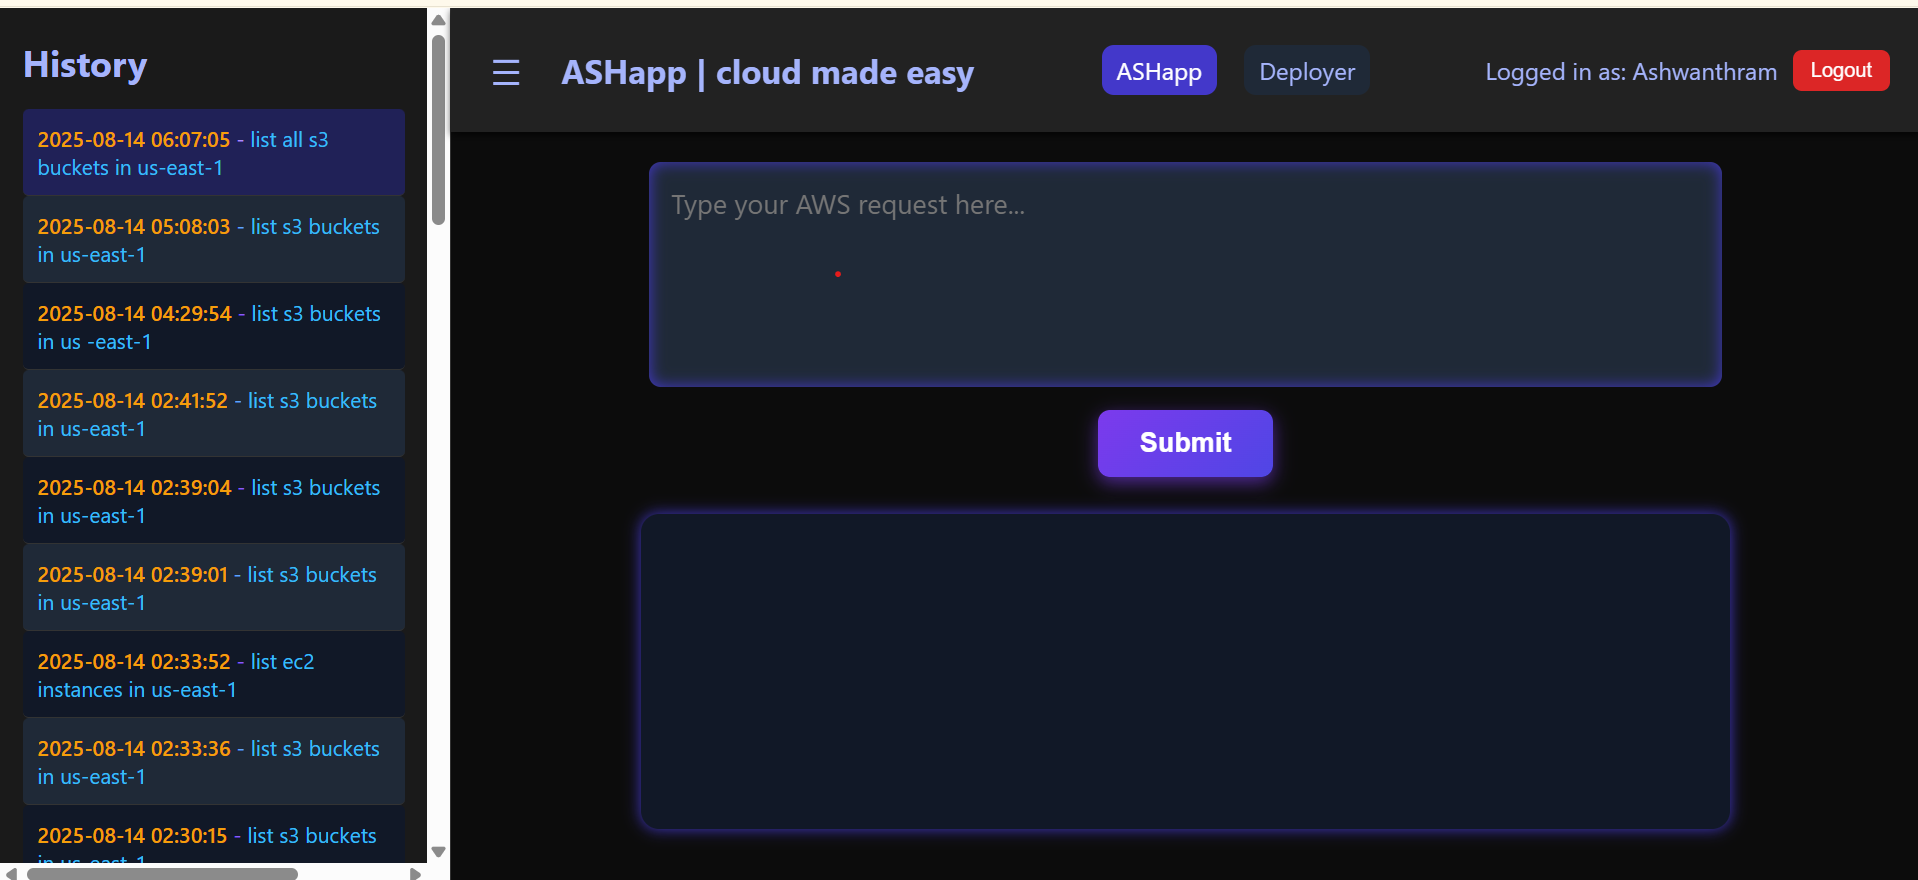 History
2025-08-14 06:07:05 - list all s3
buckets in us-east-1
2025-08-14 05:08:03 - list s3 buckets
in us-east-1
2025-08-14 04:29:54 - list s3 buckets
in us -east-1
2025-08-14 02:41:52 - list s3 buckets
in us-east-1
2025-08-14 02:39:04 - list s3 buckets
in us-east-1
2025-08-14 02:39:01 - list s3 buckets
in us-east-1
2025-08-14 02:33:52 - list ec2
instances in us-east-1
2025-08-14 02:33:36 - list s3 buckets
in us-east-1
2025-08-14 02:30:15 - list s3 buckets
in us-east-1
☰ ASHapp | cloud made easy
ASHapp
Deployer
Logged in as: Ashwanthram
Logout
Type your AWS request here...
Submit